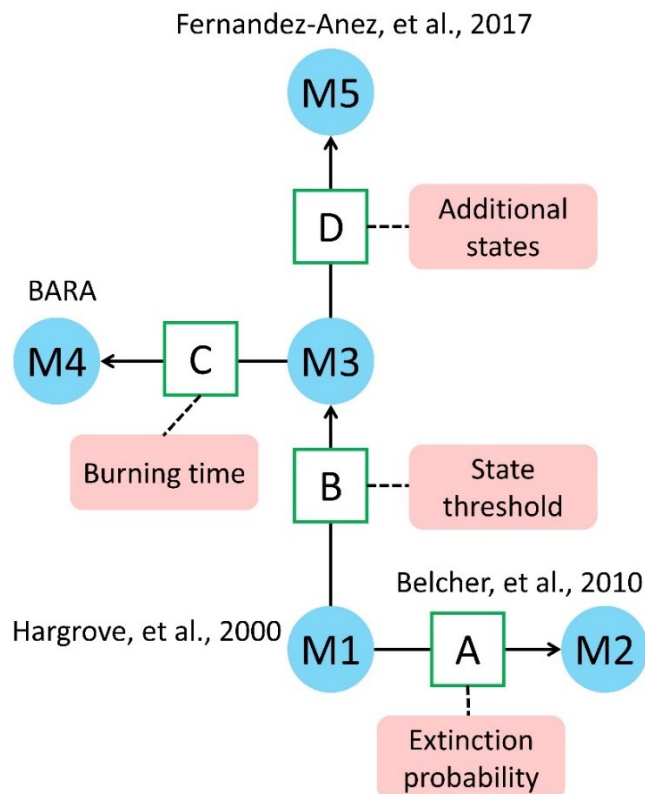 Fernandez-Anez, et al., 2017
M5
D
Additional
states
BARA
M4
C
M3
Burning time
B
State
threshold
Belcher, et al., 2010
Hargrove, et al., 2000
M1
A
M2
Extinction
probability